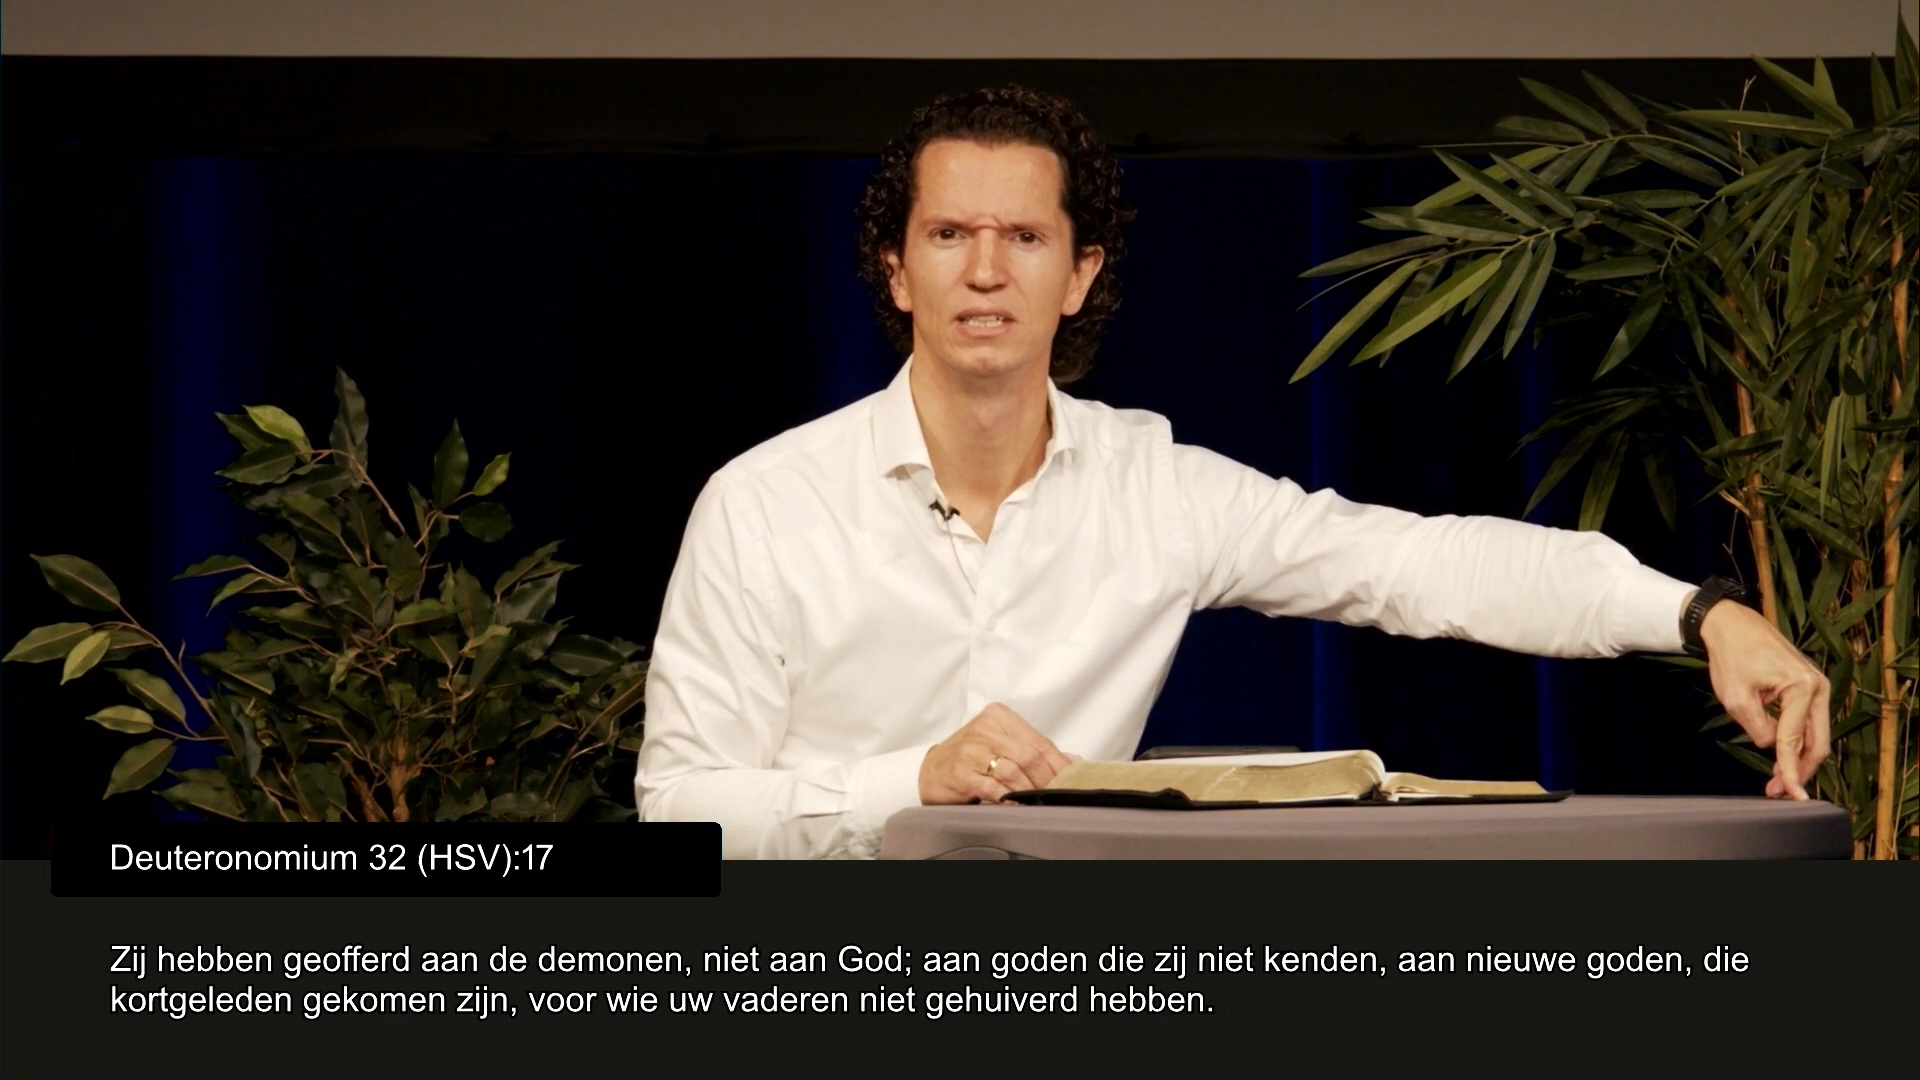 Deuteronomium 32 (HSV):17
Zij hebben geofferd aan de demonen, niet aan God; aan goden die zij niet kenden, aan nieuwe goden, die
kortgeleden gekomen zijn, voor wie uw vaderen niet gehuiverd hebben.